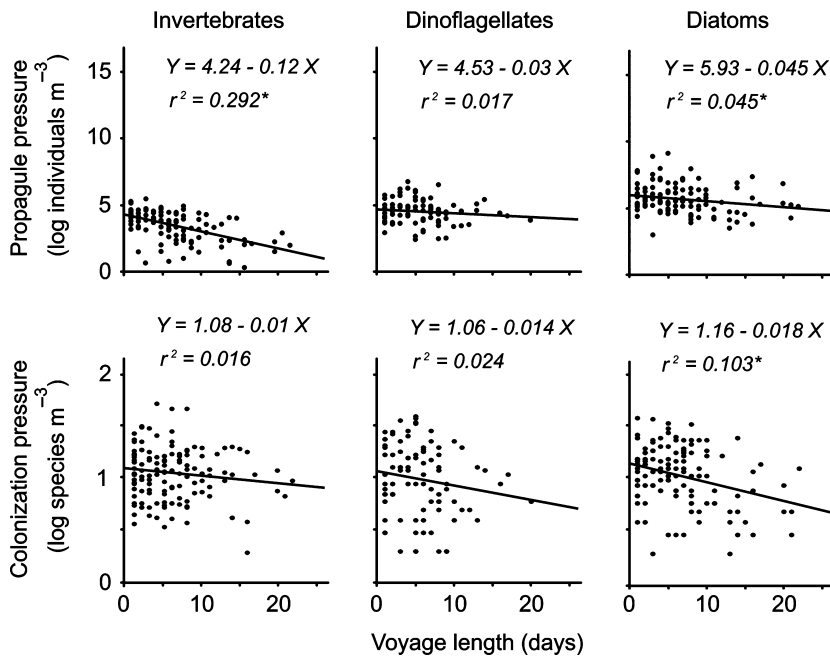 Invertebrates
Dinoflagellates
Diatoms
Propagule pressure
(log individuals m⁻³)
15
10
5
0
Y = 4.24 - 0.12 X
r² = 0.292*
Y = 4.53 - 0.03 X
r² = 0.017
Y = 5.93 - 0.045 X
r² = 0.045*
Colonization pressure
(log species m⁻³)
2
1
0
Y = 1.08 - 0.01 X
r² = 0.016
Y = 1.06 - 0.014 X
r² = 0.024
Y = 1.16 - 0.018 X
r² = 0.103*
0 10 20
0 10 20
0 10 20
Voyage length (days)